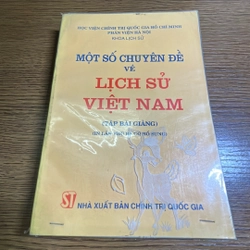 HỌC VIỆN CHÍNH TRỊ QUỐC GIA HỒ CHÍ MINH
PHÂN VIỆN HÀ NỘI
KHOA LỊCH SỬ
MỘT SỐ CHUYÊN ĐỀ
VỀ
LỊCH SỬ
VIỆT NAM
(TẬP BÀI GIẢNG)
NHÀ XUẤT BẢN CHÍNH TRỊ QUỐC GIA